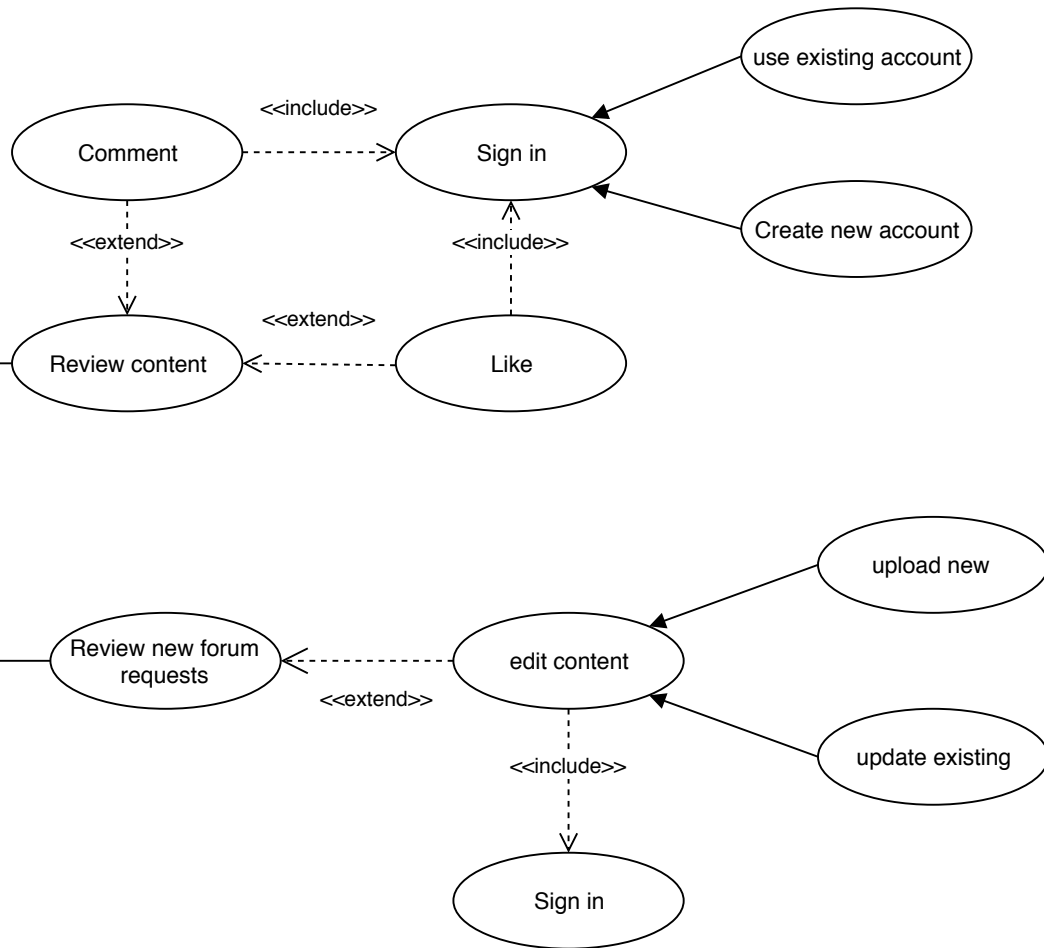 use existing account
<<include>>
Comment
Sign in
<<extend>>
<<include>>
Create new account
<<extend>>
Review content
Like
upload new
Review new forum
requests
edit content
<<extend>>
<<include>>
update existing
Sign in